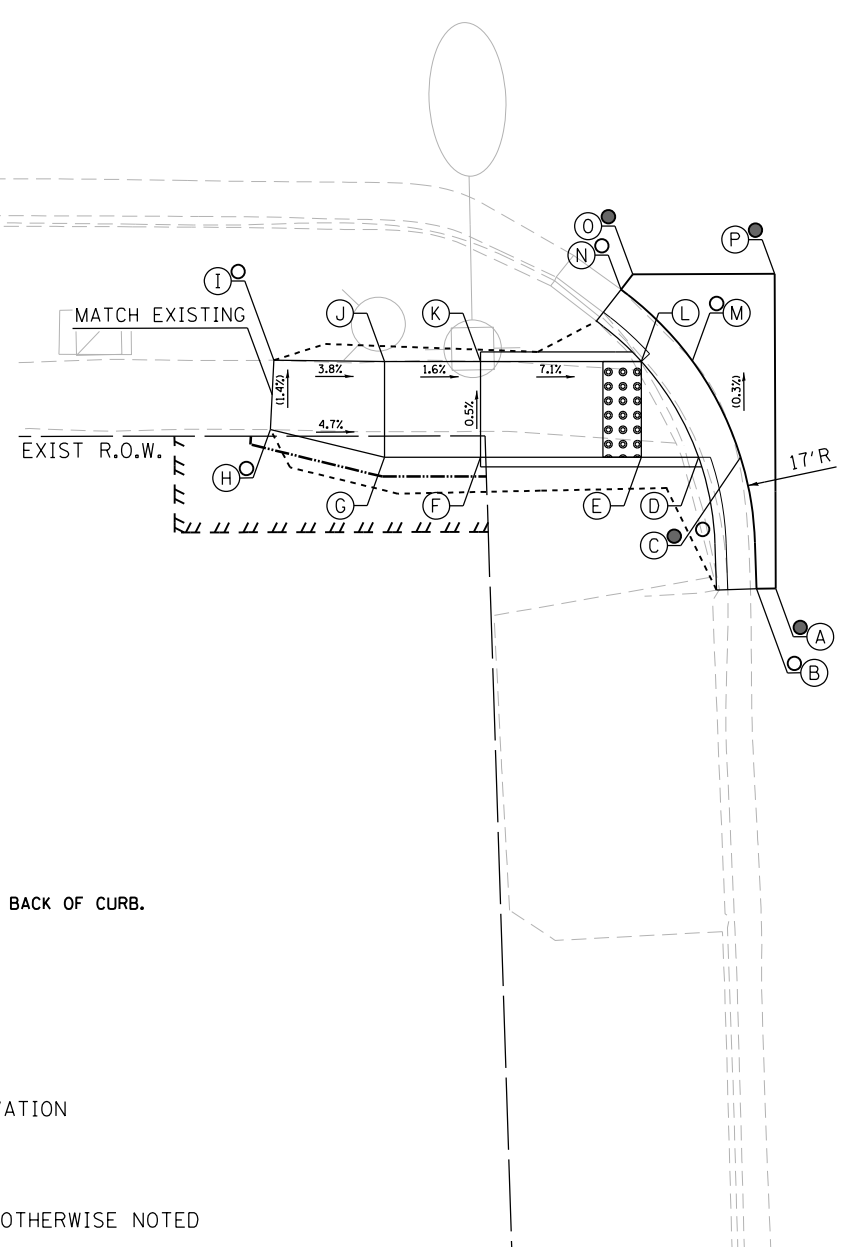 O
P
N
I
MATCH EXISTING
J
K
L
M
3.8%
1.6%
7.1%
(1.4%)
(0.3%)
0.5%
4.7%
EXIST R.O.W.
17'R
H
G
F
E
D
C
A
B
BACK OF CURB.
VATION
OTHERWISE NOTED